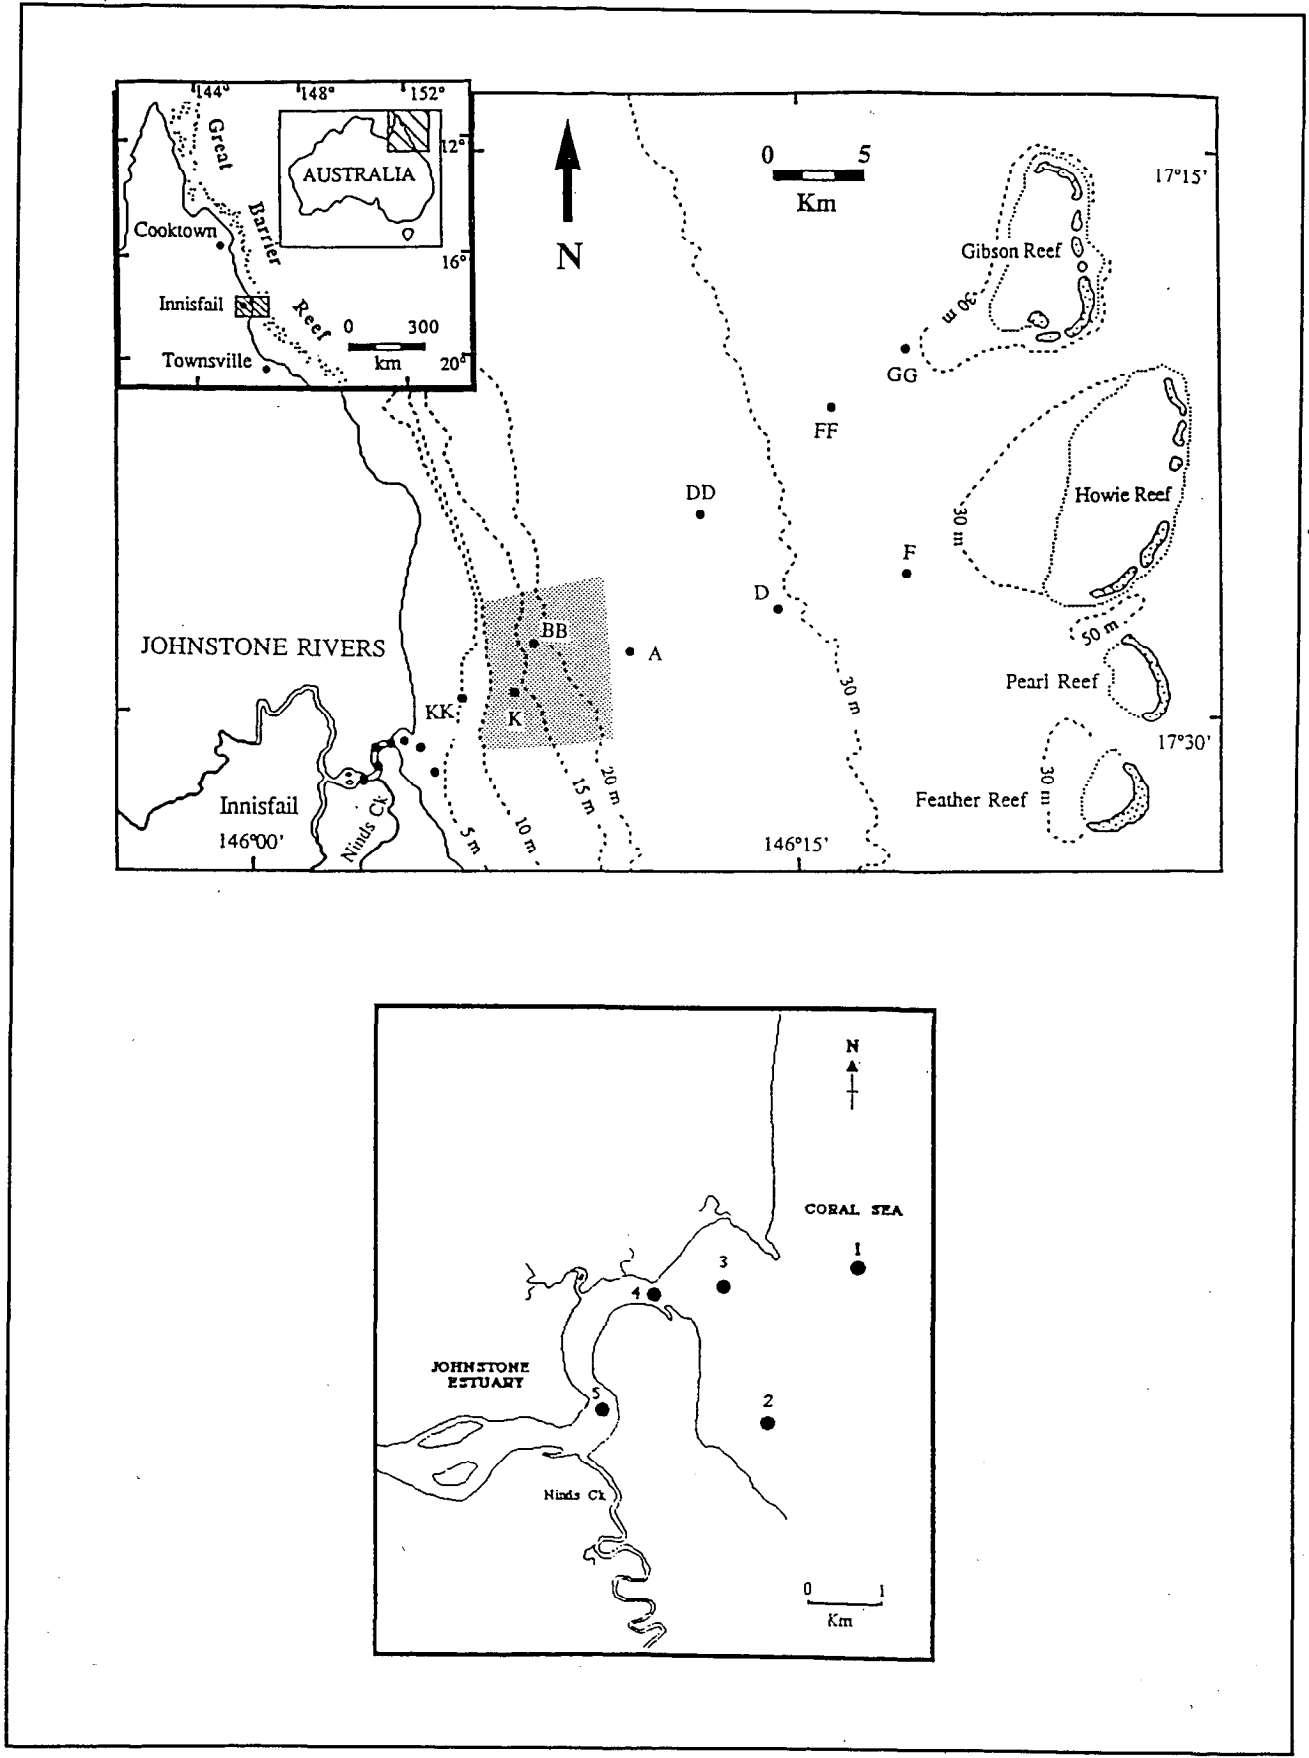 144° 148° 152°
Great
Barrier
Reef
AUSTRALIA
12°
Cooktown
16°
Innisfail
0 300
km
Townsville
20°
N
0 5
Km
17°15'
Gibson Reef
30 m
GG
FF
DD
Howie Reef
30 m
F
D
50 m
BB
A
JOHNSTONE RIVERS
Pearl Reef
30 m
KK
K
17°30'
Innisfail
Ninds Ck
Feather Reef
30 m
146°00'
5 m
10 m
15 m
20 m
146°15'
N
CORAL SEA
1
3
4
JOHNSTONE
ESTUARY
5
2
Ninds Ck
0 1
Km